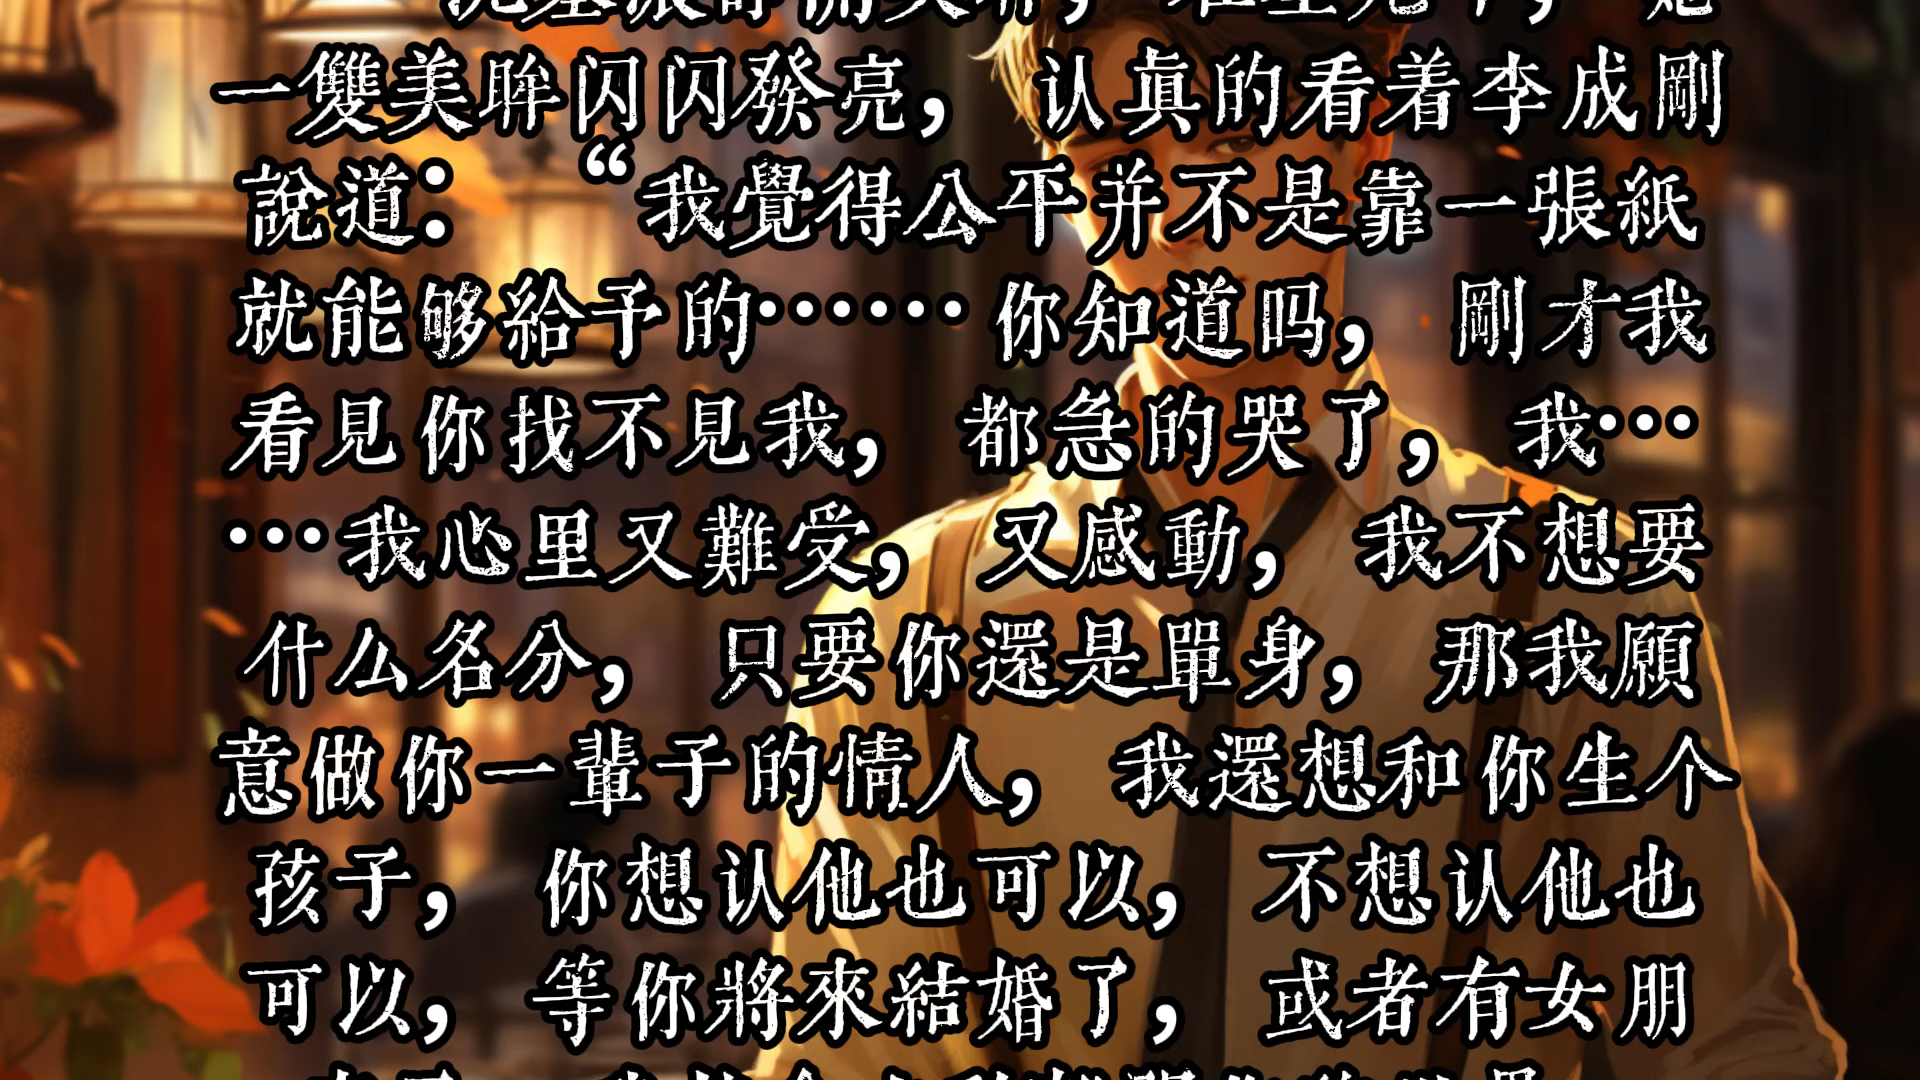 一雙美眸闪闪發亮，认真的看着李成剛
說道：“我覺得公平并不是靠一張紙
就能够給予的……你知道吗，剛才我
看見你找不見我，都急的哭了，我…
…我心里又難受，又感動，我不想要
什么名分，只要你還是單身，那我願
意做你一輩子的情人，我還想和你生个
孩子，你想认他也可以，不想认他也
可以，等你將來結婚了，或者有女朋